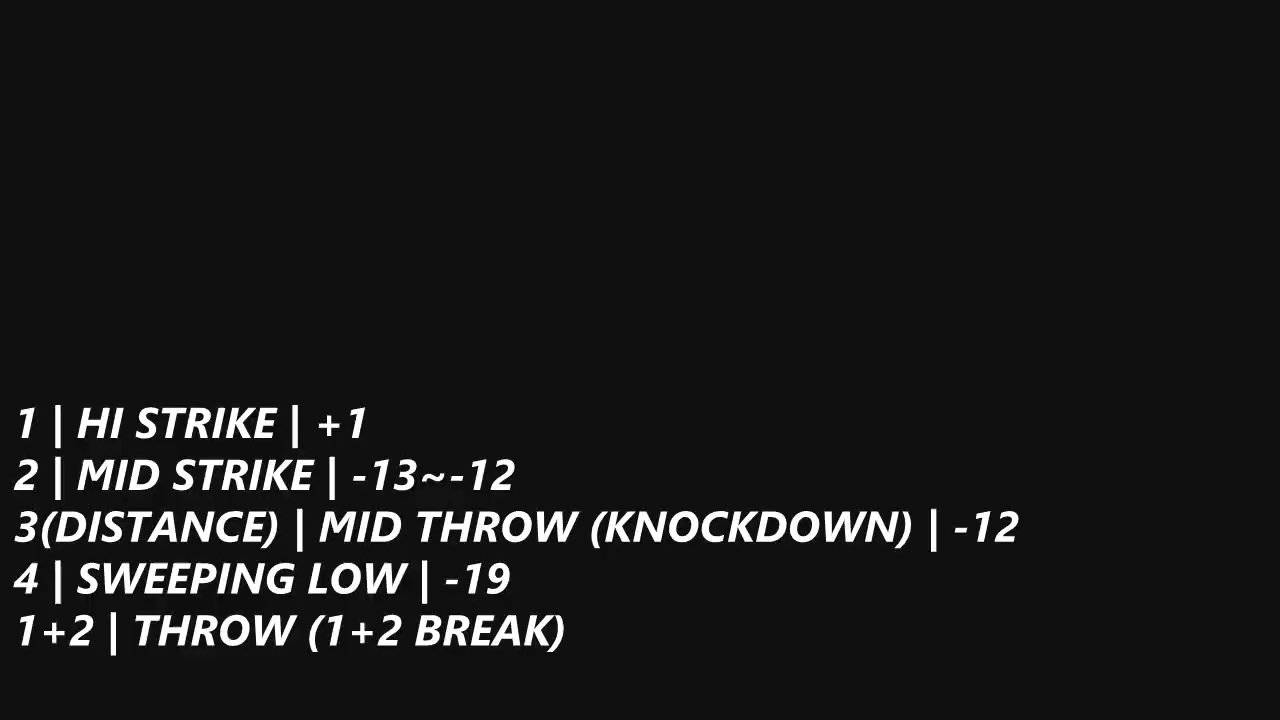 1 | HI STRIKE | +1
2 | MID STRIKE | -13~-12
3(DISTANCE) | MID THROW (KNOCKDOWN) | -12
4 | SWEEPING LOW | -19
1+2 | THROW (1+2 BREAK)